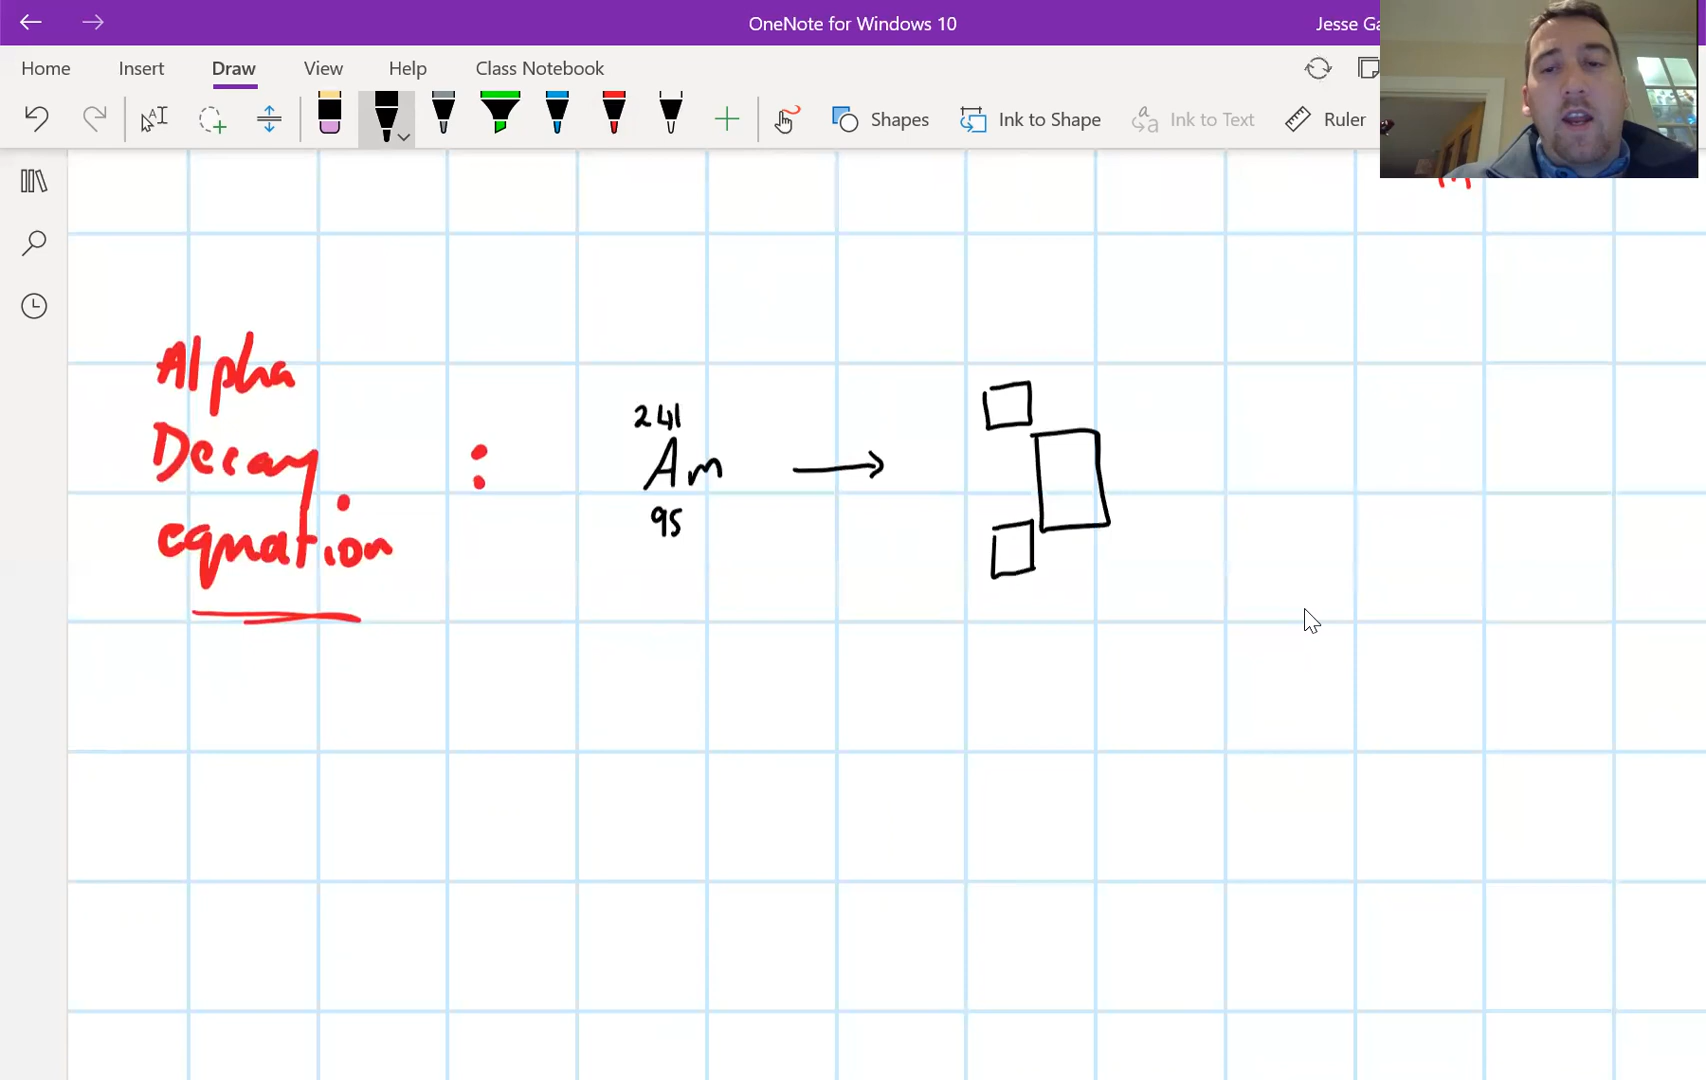 OneNote for Windows 10
Jesse Ga
Home Insert Draw View Help Class Notebook
Shapes Ink to Shape Ink to Text Ruler
Alpha
Decay
equation
:
241
Am →
95